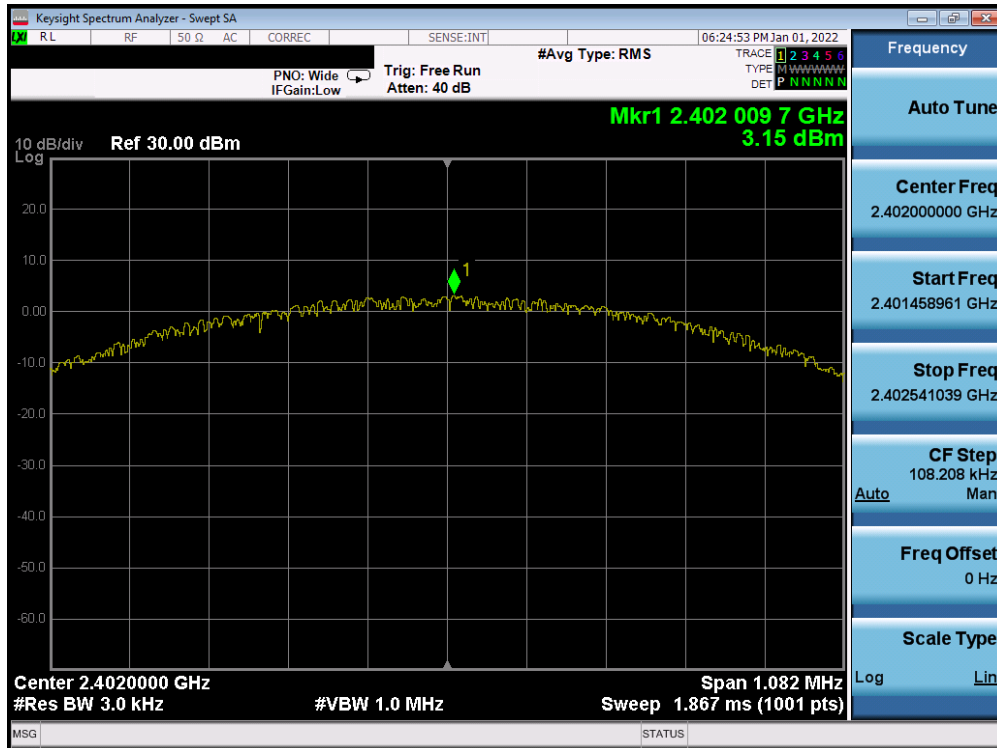 Keysight Spectrum Analyzer - Swept SA
LXI RL RF 50 Ω AC CORREC SENSE:INT 06:24:53 PM Jan 01, 2022
#Avg Type: RMS
TRACE 1 2 3 4 5 6
TYPE M W W W W W
DET P N N N N N
PNO: Wide
IFGain:Low
Trig: Free Run
Atten: 40 dB
Mkr1 2.402 009 7 GHz
3.15 dBm
10 dB/div
Log
Ref 30.00 dBm
20.0
10.0
0.00
-10.0
-20.0
-30.0
-40.0
-50.0
-60.0
1
Center 2.4020000 GHz
Span 1.082 MHz
#Res BW 3.0 kHz
#VBW 1.0 MHz
Sweep 1.867 ms (1001 pts)
MSG
STATUS
Frequency
Auto Tune
Center Freq
2.402000000 GHz
Start Freq
2.401458961 GHz
Stop Freq
2.402541039 GHz
CF Step
108.208 kHz
Auto Man
Freq Offset
0 Hz
Scale Type
Log Lin